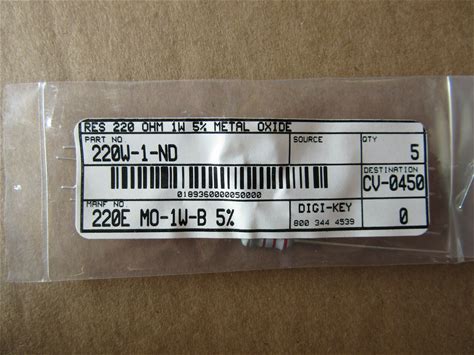 RES 220 OHM 1W 5% METAL OXIDE
PART NO
220W-1-ND
SOURCE
QTY
5
0189360000050000
DESTINATION
CV-0450
MANF NO.
220E MO-1W-B 5%
DIGI-KEY
800 344 4539
0